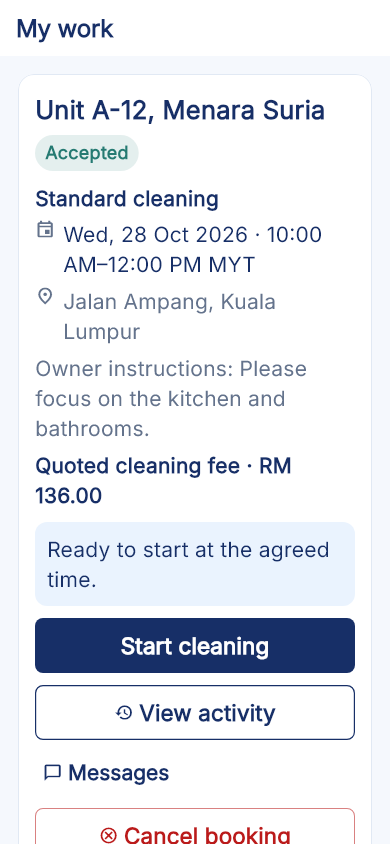 My work
Unit A-12, Menara Suria
Accepted
Standard cleaning
Wed, 28 Oct 2026 · 10:00
AM–12:00 PM MYT
Jalan Ampang, Kuala
Lumpur
Owner instructions: Please
focus on the kitchen and
bathrooms.
Quoted cleaning fee · RM
136.00
Ready to start at the agreed
time.
Start cleaning
View activity
Messages
Cancel booking